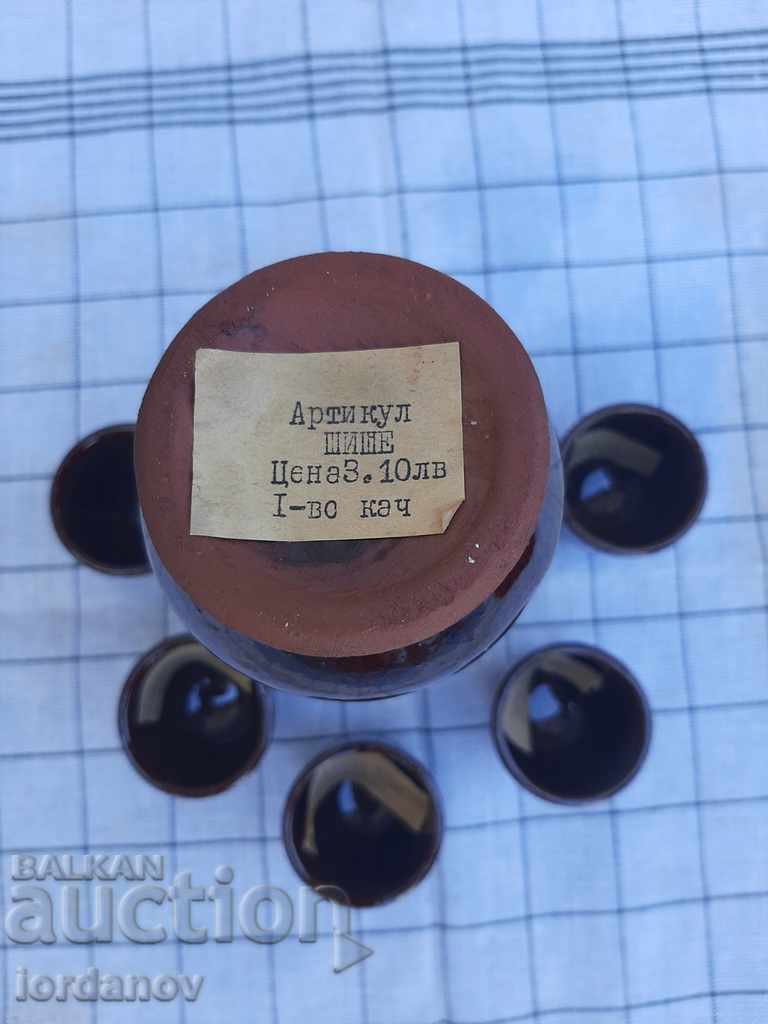 Артикул
ШИШЕ
Цена3.10лв
I-во кач
BALKAN
auction
iordanov